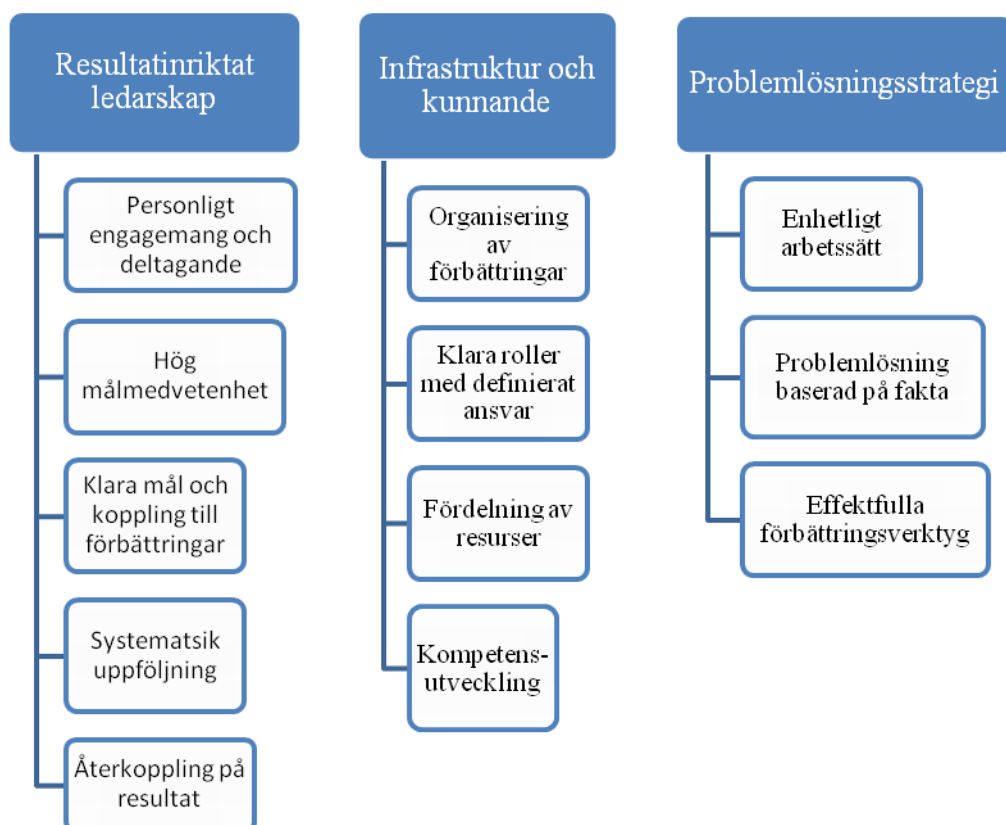 Resultatinriktat
ledarskap
Personligt
engagemang och
deltagande
Hög
målmedvetenhet
Klara mål och
koppling till
förbättringar
Systematsik
uppföljning
Återkoppling på
resultat
Infrastruktur och
kunnande
Organisering
av
förbättringar
Klara roller
med definierat
ansvar
Fördelning av
resurser
Kompetens-
utveckling
Problemlösningsstrategi
Enhetligt
arbetssätt
Problemlösning
baserad på fakta
Effektfulla
förbättringsverktyg